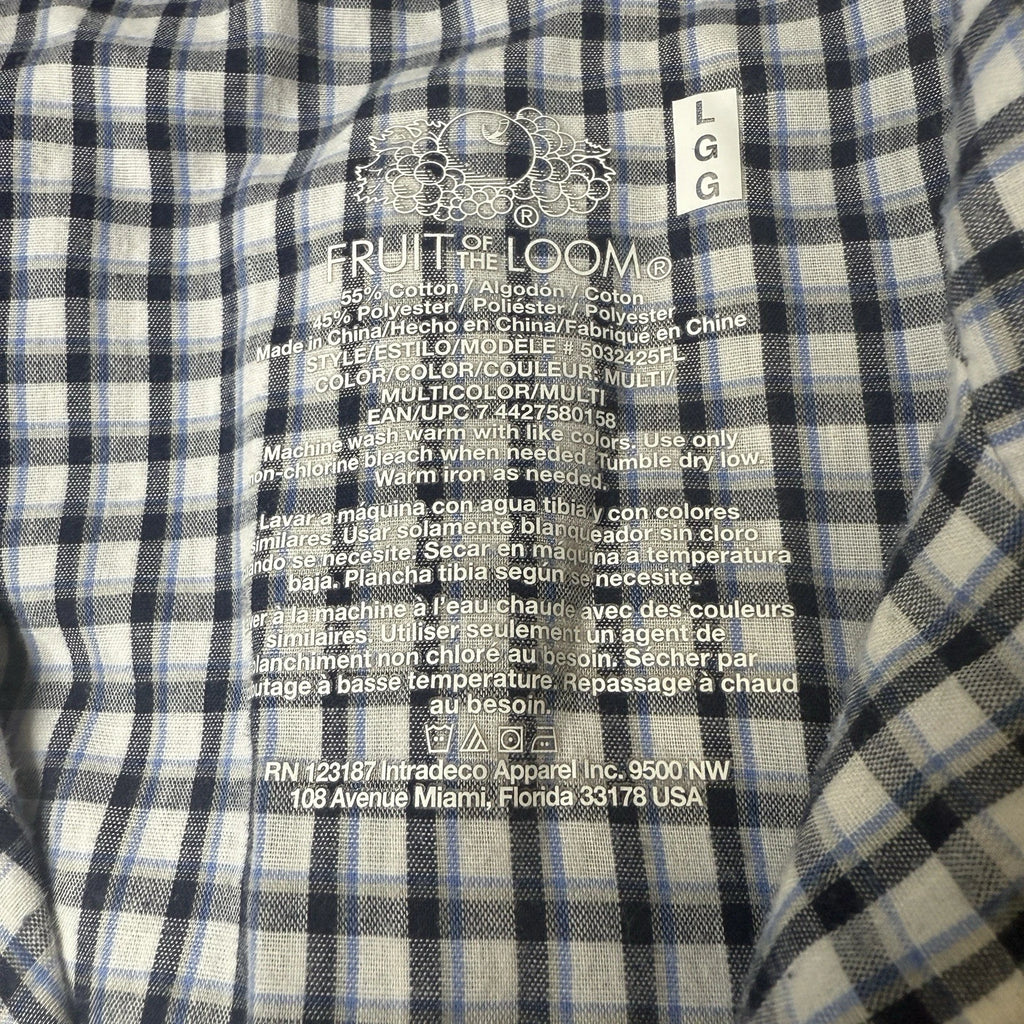 L
G
G
®
FRUIT OF THE LOOM®
55% Cotton / Algodón / Coton
45% Polyester / Poliéster / Polyester
Made in China/Hecho en China/Fabriqué en Chine
STYLE/ESTILO/MODÈLE # 5032425FL
COLOR/COLOR/COULEUR: MULTI/
MULTICOLOR/MULTI
EAN/UPC 7 4427580158
Machine wash warm with like colors. Use only
non-chlorine bleach when needed. Tumble dry low.
Warm iron as needed.
Lavar a máquina con agua tibia y con colores
similares. Usar solamente blanqueador sin cloro
se necesite. Secar en máquina a temperatura
baja. Plancha tibia según se necesite.
à la machine à l'eau chaude avec des couleurs
similaires. Utiliser seulement un agent de
blanchiment non chloré au besoin. Sécher par
à basse température. Repassage à chaud
au besoin.
RN 123187 Intradeco Apparel Inc. 9500 NW
108 Avenue Miami, Florida 33178 USA